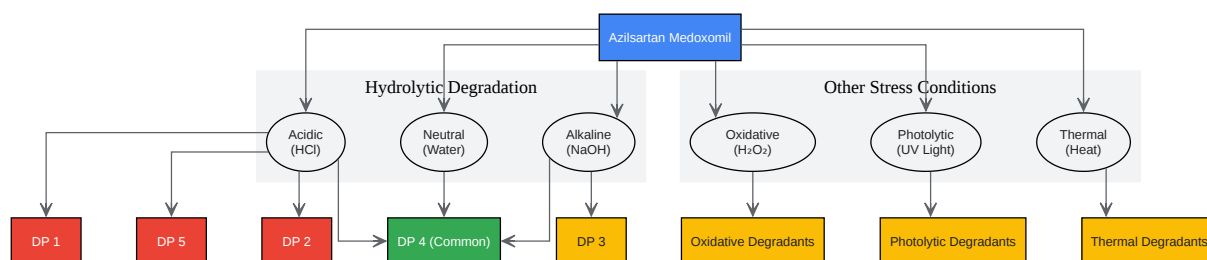 Azilsartan Medoxomil
Hydrolytic Degradation
Other Stress Conditions
Acidic
(HCl)
Neutral
(Water)
Alkaline
(NaOH)
Oxidative
(H₂O₂)
Photolytic
(UV Light)
Thermal
(Heat)
DP 1
DP 5
DP 2
DP 4 (Common)
DP 3
Oxidative Degradants
Photolytic Degradants
Thermal Degradants